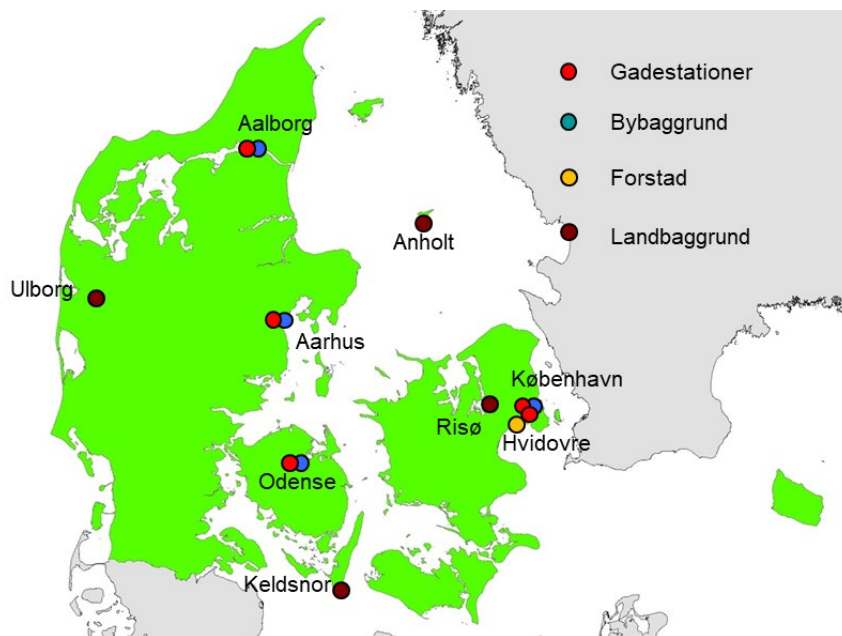 Gadestationer
Bybaggrund
Forstad
Landbaggrund
Aalborg
Anholt
Ulborg
Aarhus
København
Risø
Hvidovre
Odense
Keldsnor